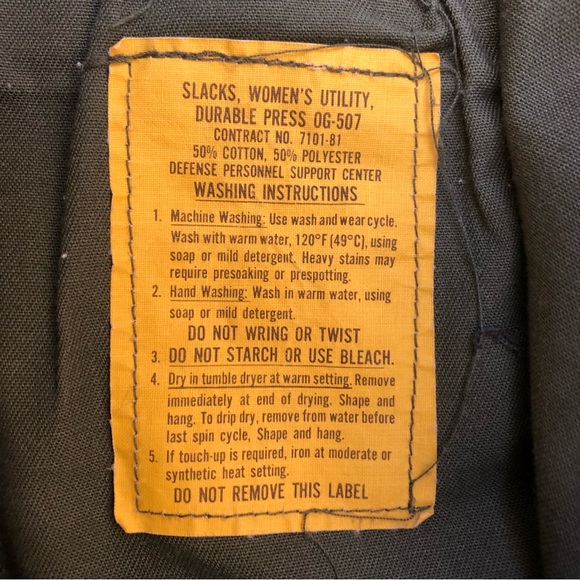 SLACKS, WOMEN'S UTILITY,
DURABLE PRESS OG-507
CONTRACT NO. 7101-81
50% COTTON, 50% POLYESTER
DEFENSE PERSONNEL SUPPORT CENTER
WASHING INSTRUCTIONS
1. Machine Washing: Use wash and wear cycle.
Wash with warm water, 120°F (49°C), using
soap or mild detergent. Heavy stains may
require presoaking or prespotting.
2. Hand Washing: Wash in warm water, using
soap or mild detergent.
DO NOT WRING OR TWIST
3. DO NOT STARCH OR USE BLEACH.
4. Dry in tumble dryer at warm setting. Remove
immediately at end of drying. Shape and
hang. To drip dry, remove from water before
last spin cycle, Shape and hang.
5. If touch-up is required, iron at moderate or
synthetic heat setting.
DO NOT REMOVE THIS LABEL